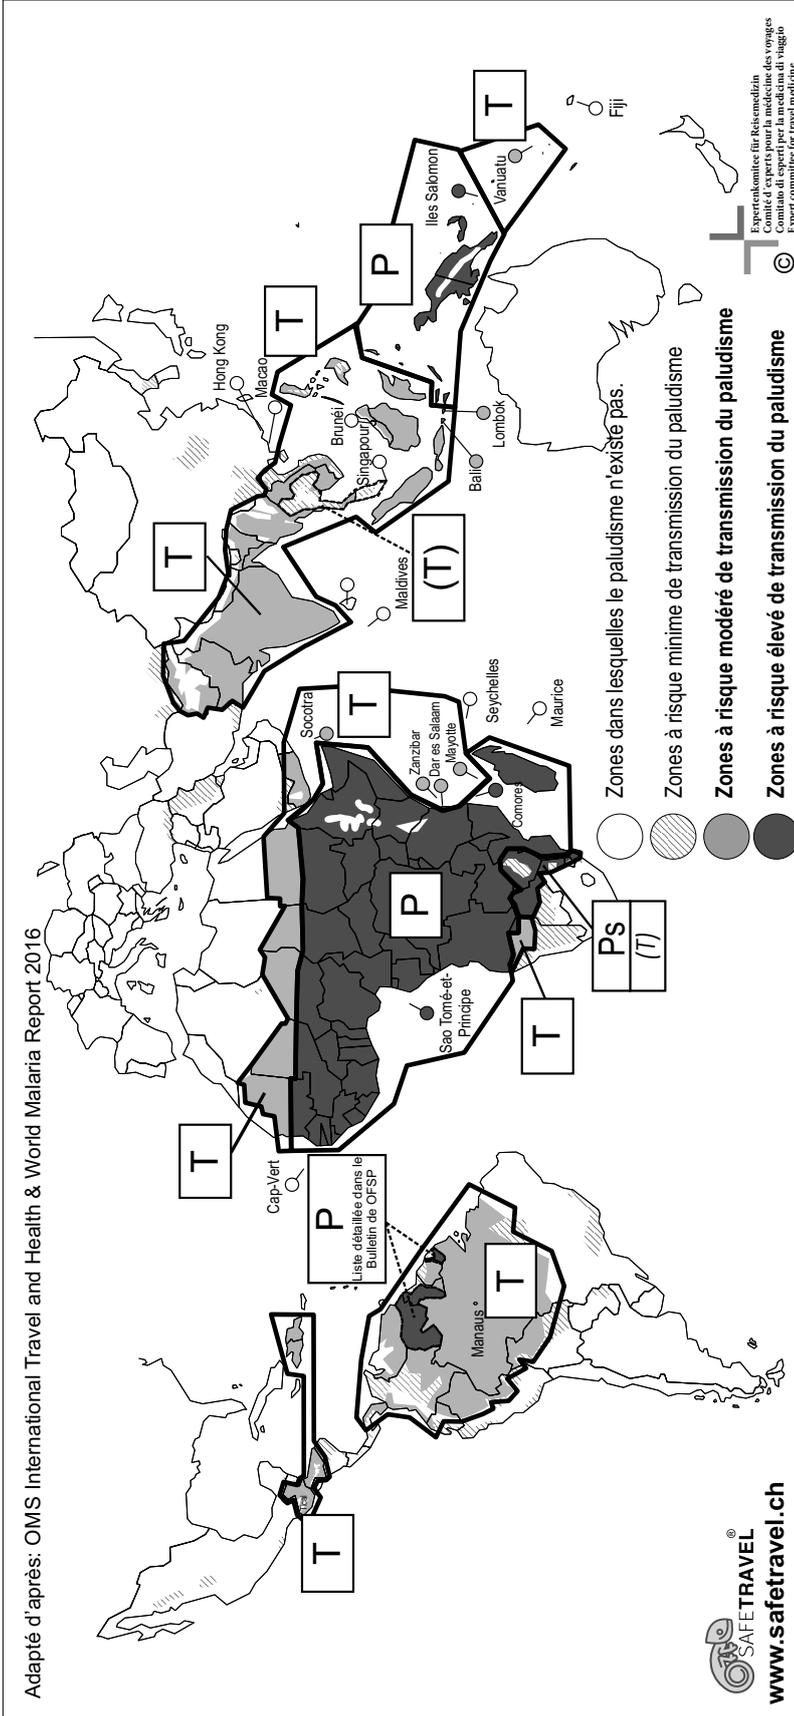 Adapté d'après: OMS International Travel and Health & World Malaria Report 2016
T
T
Cap-Vert
P
Liste détaillée dans le
Bulletin de OFSP
Manaus
T
T
P
Sao Tomé-et-
Principe
T
Ps
(T)
Socotra
T
Zanzibar
Dar es Salaam
Mayotte
Comores
Seychelles
Maurice
T
Maldives
(T)
Hong Kong
Macao
Brunéi
Singapour
Bali
Lombok
T
P
Iles Salomon
Vanuatu
T
Fiji
Zones dans lesquelles le paludisme n'existe pas.
Zones à risque minime de transmission du paludisme
Zones à risque modéré de transmission du paludisme
Zones à risque élevé de transmission du paludisme
SAFETRAVEL®
www.safetravel.ch
©
Expertenkomitee für Reisemedizin
Comité d'experts pour la médecine des voyages
Comitato di esperti per la medicina di viaggio
Expert committee for travel medicine